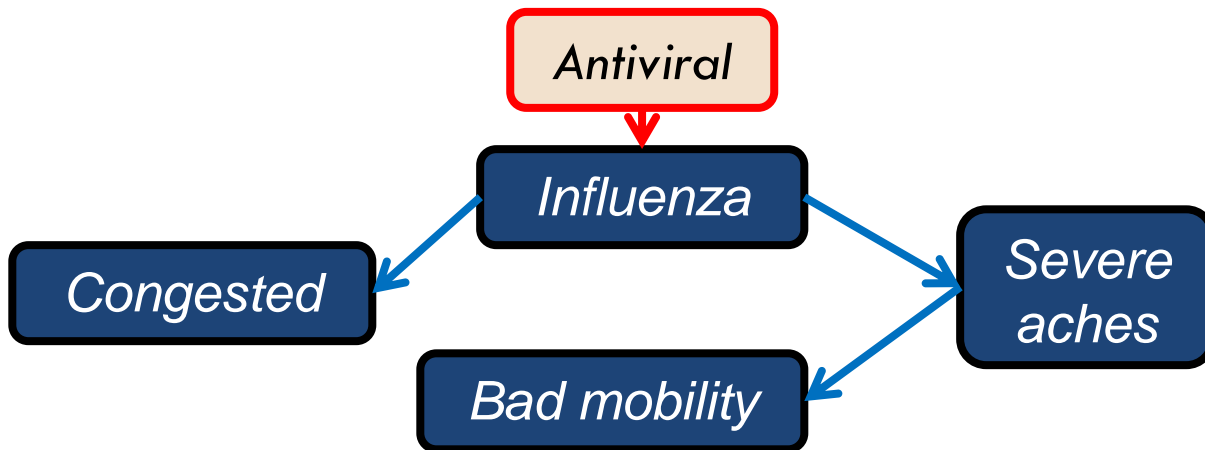 Antiviral
Influenza
Congested
Severe
aches
Bad mobility